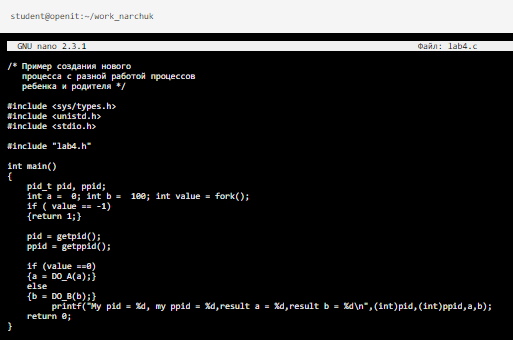 student@openit:~/work_narchuk
GNU nano 2.3.1 Файл: lab4.c
/* Пример создания нового
процесса с разной работой процессов
ребенка и родителя */
#include <sys/types.h>
#include <unistd.h>
#include <stdio.h>
#include "lab4.h"
int main()
{
pid_t pid, ppid;
int a =  0; int b =  100; int value = fork();
if ( value == -1)
{return 1;}
pid = getpid();
ppid = getppid();
if (value ==0)
{a = DO_A(a);}
else
{b = DO_B(b);}
printf("My pid = %d, my ppid = %d,result a = %d,result b = %d\n",(int)pid,(int)ppid,a,b);
return 0;
}